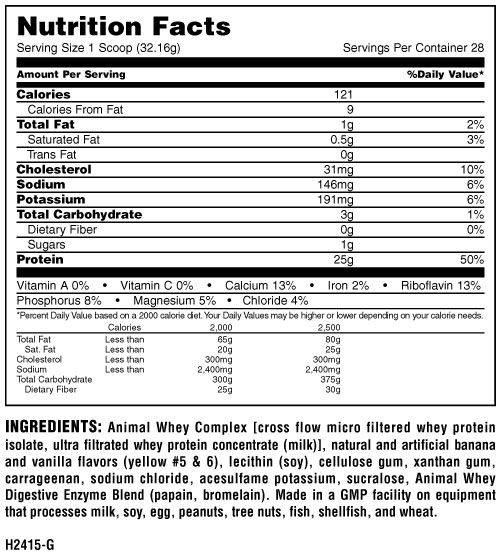 Nutrition Facts
Serving Size 1 Scoop (32.16g) Servings Per Container 28
Amount Per Serving %Daily Value*
Calories 121
Calories From Fat 9
Total Fat 1g 2%
Saturated Fat 0.5g 3%
Trans Fat 0g
Cholesterol 31mg 10%
Sodium 146mg 6%
Potassium 191mg 6%
Total Carbohydrate 3g 1%
Dietary Fiber 0g 0%
Sugars 1g
Protein 25g 50%
Vitamin A 0% • Vitamin C 0% • Calcium 13% • Iron 2% • Riboflavin 13%
Phosphorus 8% • Magnesium 5% • Chloride 4%
*Percent Daily Value based on a 2000 calorie diet. Your Daily Values may be higher or lower depending on your calorie needs.
Calories 2,000 2,500
Total Fat Less than 65g 80g
Sat. Fat Less than 20g 25g
Cholesterol Less than 300mg 300mg
Sodium Less than 2,400mg 2,400mg
Total Carbohydrate 300g 375g
Dietary Fiber 25g 30g
INGREDIENTS: Animal Whey Complex [cross flow micro filtered whey protein
isolate, ultra filtrated whey protein concentrate (milk)], natural and artificial banana
and vanilla flavors (yellow #5 & 6), lecithin (soy), cellulose gum, xanthan gum,
carrageenan, sodium chloride, acesulfame potassium, sucralose, Animal Whey
Digestive Enzyme Blend (papain, bromelain). Made in a GMP facility on equipment
that processes milk, soy, egg, peanuts, tree nuts, fish, shellfish, and wheat.
H2415-G